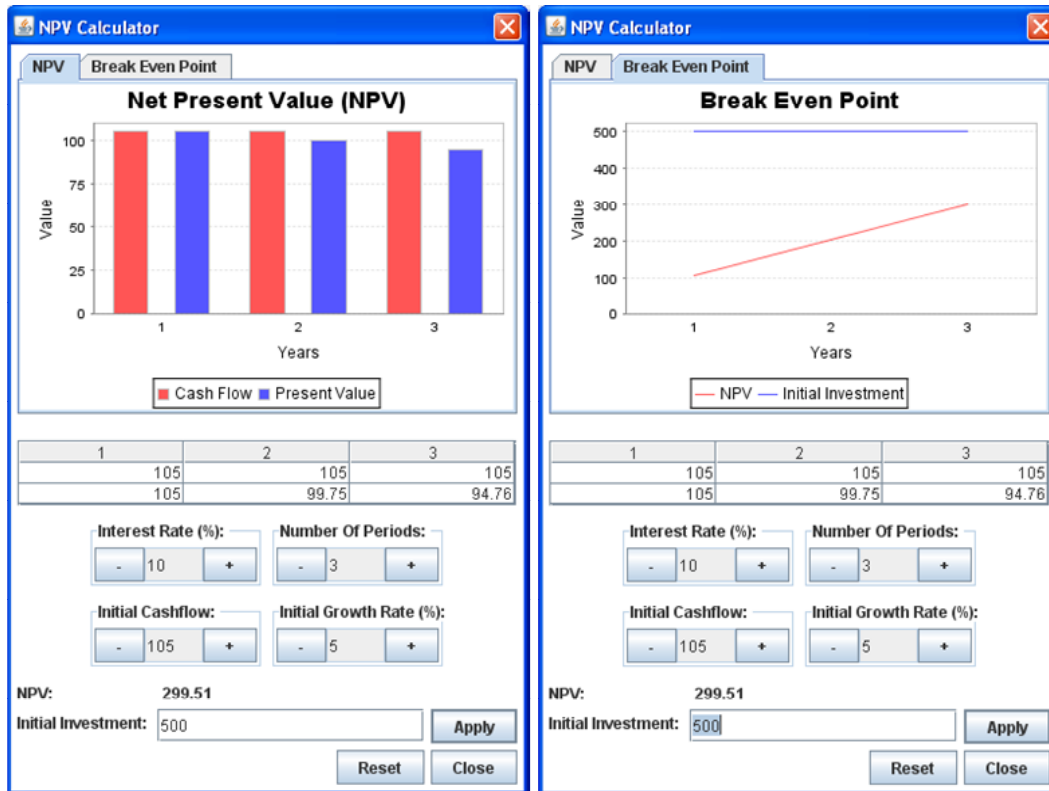 NPV Calculator
NPV Break Even Point
Net Present Value (NPV)
100
75
50
25
0
Value
1 2 3
Years
Cash Flow Present Value
1 2 3
105 105 105
105 99.75 94.76
Interest Rate (%): Number Of Periods:
- 10 + - 3 +
Initial Cashflow: Initial Growth Rate (%):
- 105 + - 5 +
NPV: 299.51
Initial Investment: 500 Apply
Reset Close
NPV Calculator
NPV Break Even Point
Break Even Point
500
400
300
200
100
0
Value
1 2 3
Years
NPV Initial Investment
1 2 3
105 105 105
105 99.75 94.76
Interest Rate (%): Number Of Periods:
- 10 + - 3 +
Initial Cashflow: Initial Growth Rate (%):
- 105 + - 5 +
NPV: 299.51
Initial Investment: 500 Apply
Reset Close